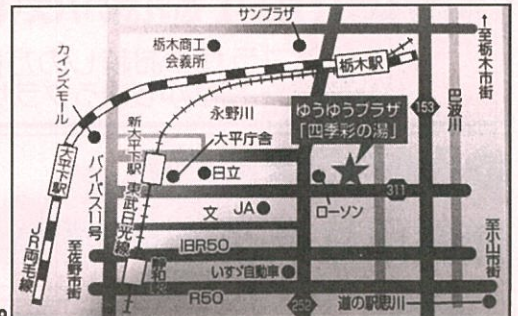 サンプラザ
栃木商工
会議所
↑至栃木市街
カインズモール
栃木駅
巴波川
永野川
ゆうゆうプラザ
「四季彩の湯」
153
新大平下駅
大平庁舎
大平下駅
バイパス11号
東武日光線
日立
311
ローソン
文
JA
JR両毛線
至佐野市街
至小山市街
旧R50
静和駅
いすゞ自動車
R50
252
道の駅思川